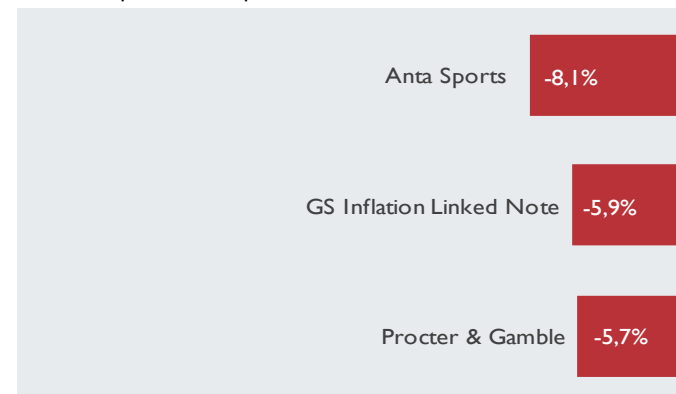 Anta Sports -8,1%
GS Inflation Linked Note -5,9%
Procter & Gamble -5,7%